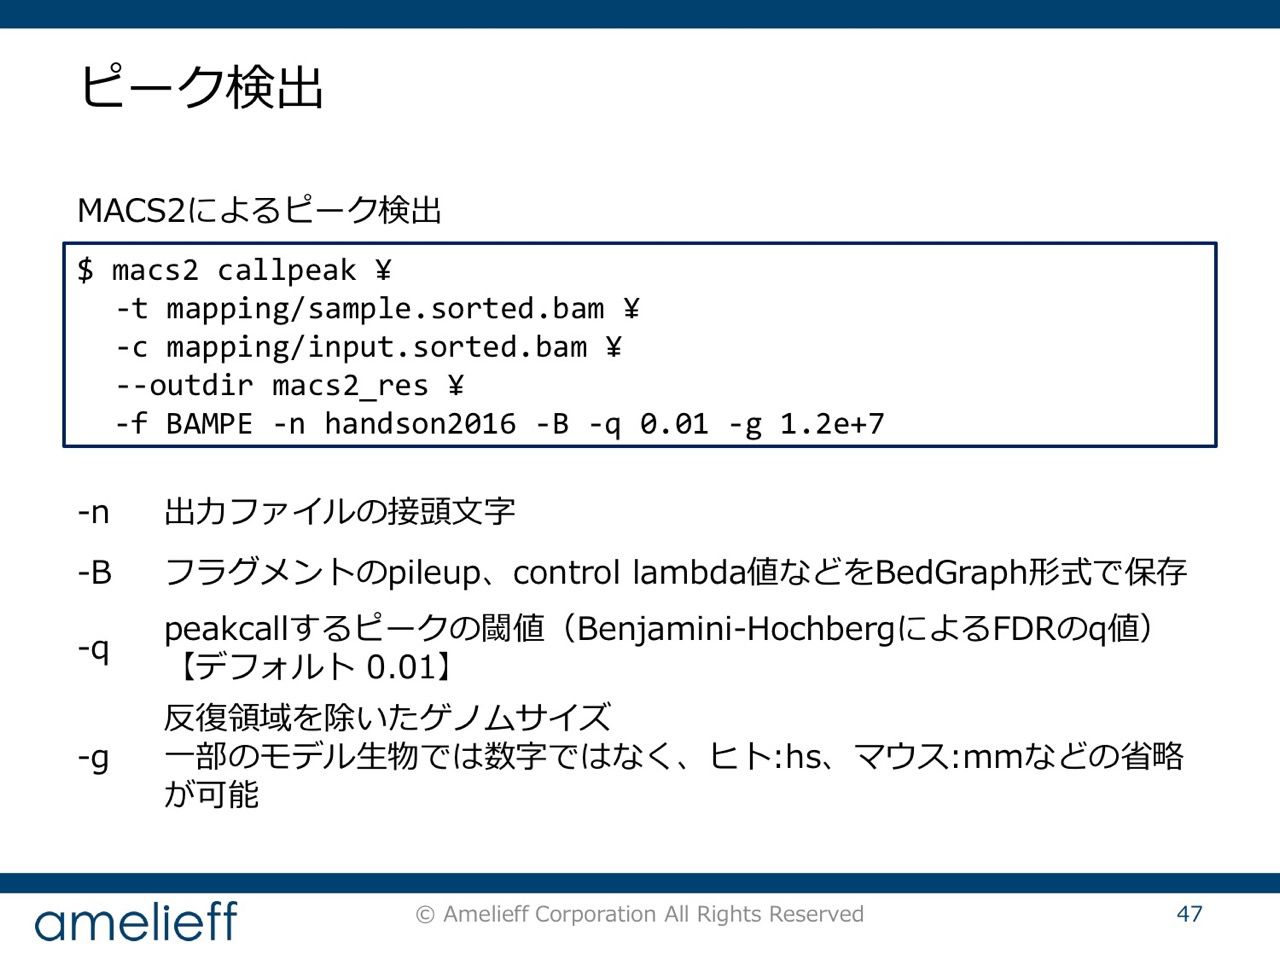 ピーク検出
MACS2によるピーク検出
$ macs2 callpeak ¥
-t mapping/sample.sorted.bam ¥
-c mapping/input.sorted.bam ¥
--outdir macs2_res ¥
-f BAMPE -n handson2016 -B -q 0.01 -g 1.2e+7
-n 出力ファイルの接頭文字
-B フラグメントのpileup、control lambda値などをBedGraph形式で保存
-q peakcallするピークの閾値（Benjamini-HochbergによるFDRのq値）
【デフォルト 0.01】
-g 反復領域を除いたゲノムサイズ
一部のモデル生物では数字ではなく、ヒト:hs、マウス:mmなどの省略
が可能
amelieff
© Amelieff Corporation All Rights Reserved
47